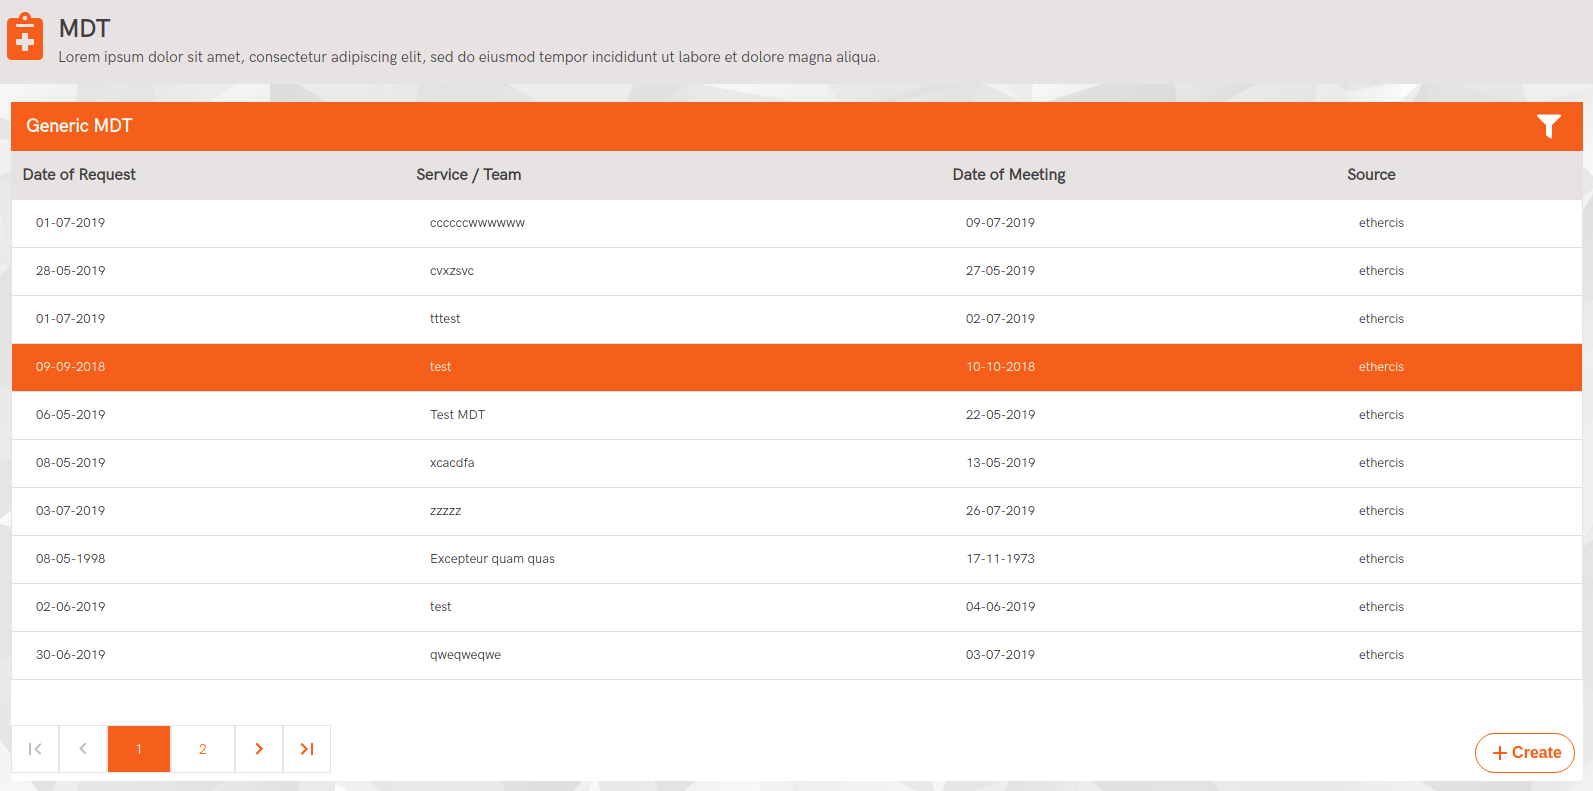 MDT
Lorem ipsum dolor sit amet, consectetur adipiscing elit, sed do eiusmod tempor incididunt ut labore et dolore magna aliqua.
Generic MDT
Date of Request Service / Team Date of Meeting Source
01-07-2019 ccccccwwwwww 09-07-2019 ethercis
28-05-2019 cvxzsvc 27-05-2019 ethercis
01-07-2019 tttest 02-07-2019 ethercis
09-09-2018 test 10-10-2018 ethercis
06-05-2019 Test MDT 22-05-2019 ethercis
08-05-2019 xcacdfa 13-05-2019 ethercis
03-07-2019 zzzzz 26-07-2019 ethercis
08-05-1998 Excepteur quam quas 17-11-1973 ethercis
02-06-2019 test 04-06-2019 ethercis
30-06-2019 qweqweqwe 03-07-2019 ethercis
1 2
Create